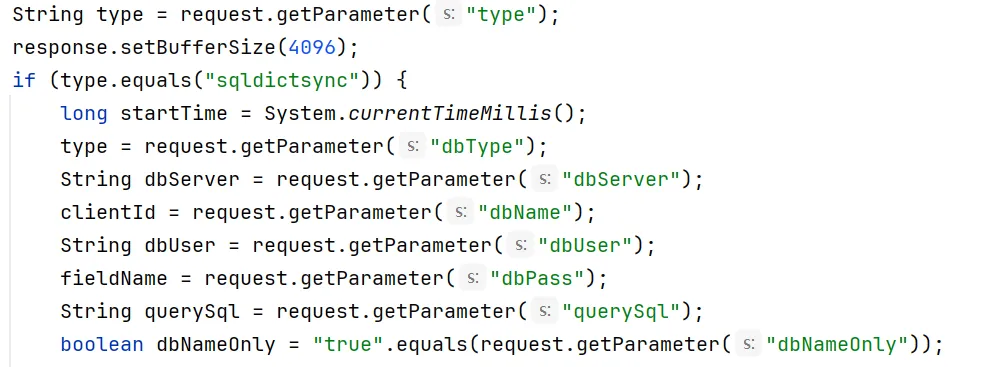 String type = request.getParameter( s: "type");
response.setBufferSize(4096);
if (type.equals("sqldictsync")) {
long startTime = System.currentTimeMillis();
type = request.getParameter( s: "dbType");
String dbServer = request.getParameter( s: "dbServer");
clientId = request.getParameter( s: "dbName");
String dbUser = request.getParameter( s: "dbUser");
fieldName = request.getParameter( s: "dbPass");
String querySql = request.getParameter( s: "querySql");
boolean dbNameOnly = "true".equals(request.getParameter( s: "dbNameOnly"));